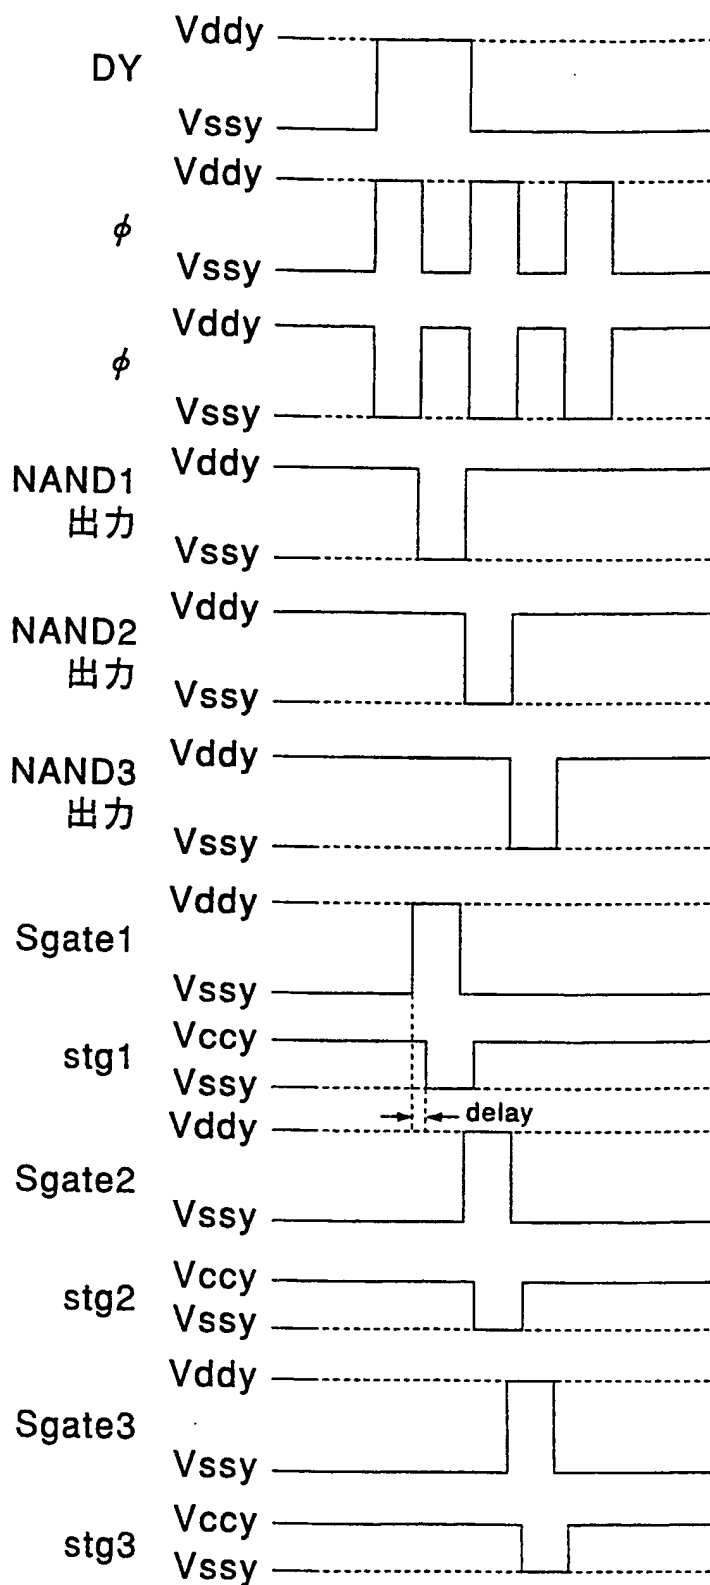 Vddy
DY
Vssy
Vddy
ϕ
Vssy
Vddy
ϕ
Vssy
Vddy
NAND1
出力
Vssy
Vddy
NAND2
出力
Vssy
Vddy
NAND3
出力
Vssy
Vddy
Sgate1
Vssy
Vccy
stg1
Vssy
delay
Vddy
Sgate2
Vssy
Vccy
stg2
Vssy
Vddy
Sgate3
Vssy
Vccy
stg3
Vssy